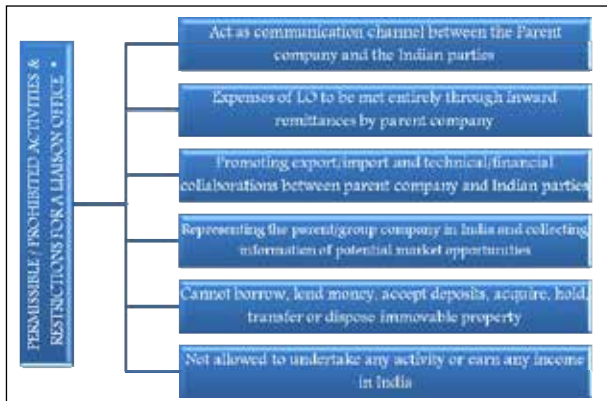 PERMISSIBLE / PROHIBITED ACTIVITIES &
RESTRICTIONS FOR A LIAISON OFFICE *
Act as communication channel between the Parent
company and the Indian parties
Expenses of LO to be met entirely through inward
remittances by parent company
Promoting export/import and technical/financial
collaborations between parent company and Indian parties
Representing the parent/group company in India and collecting
information of potential market opportunities
Cannot borrow, lend money, accept deposits, acquire, hold,
transfer or dispose immovable property
Not allowed to undertake any activity or earn any income
in India